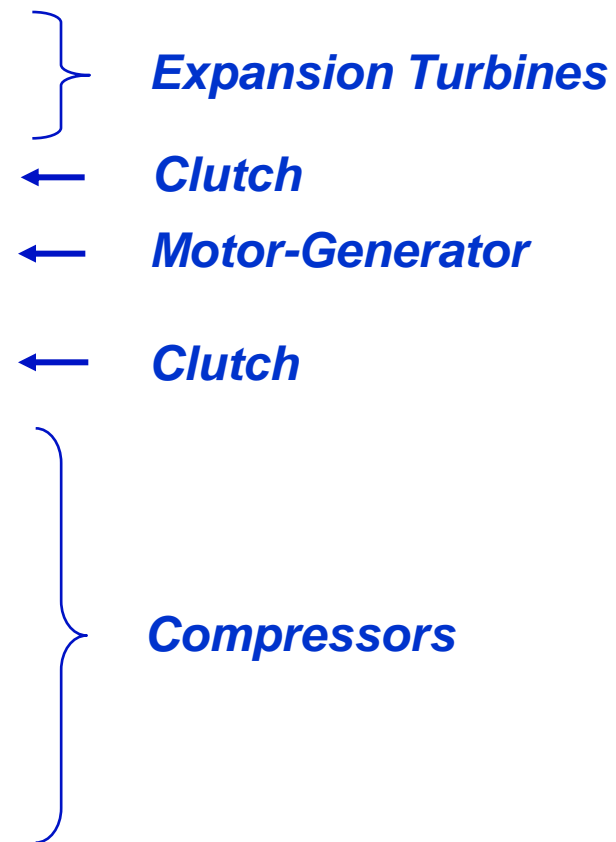 Expansion Turbines
Clutch
Motor-Generator
Clutch
Compressors